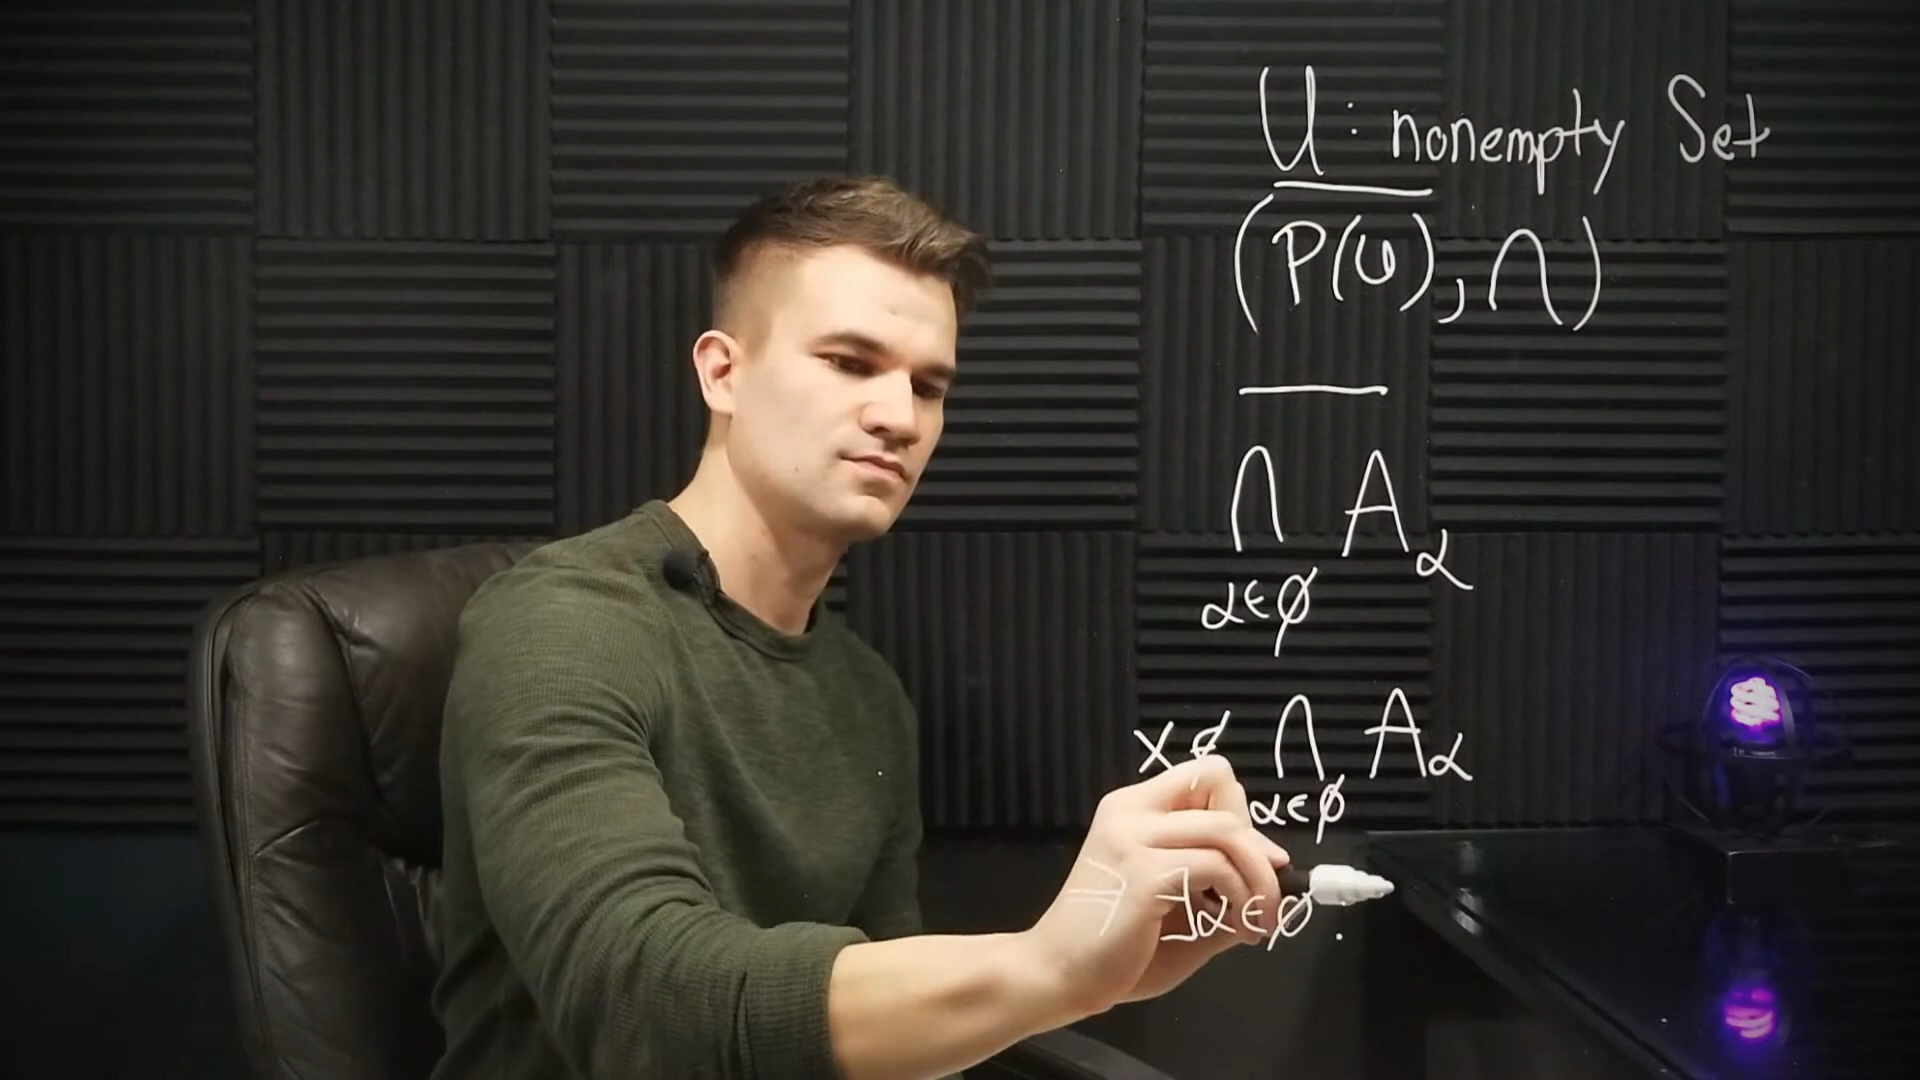 U: nonempty Set
(P(U), ∩)
∩ A_α
α∈∅
x∉ ∩ A_α
α∈∅
⇒ ∃α∈∅ .